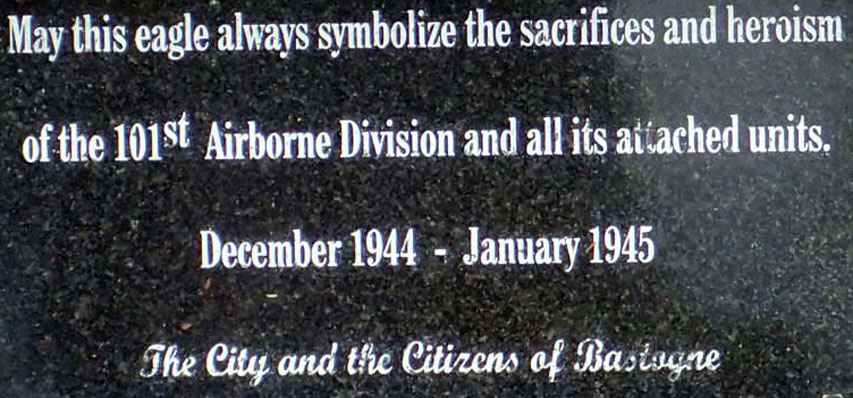 May this eagle always symbolize the sacrifices and heroism
of the 101st Airborne Division and all its attached units.
December 1944 - January 1945
The City and the Citizens of Bastogne